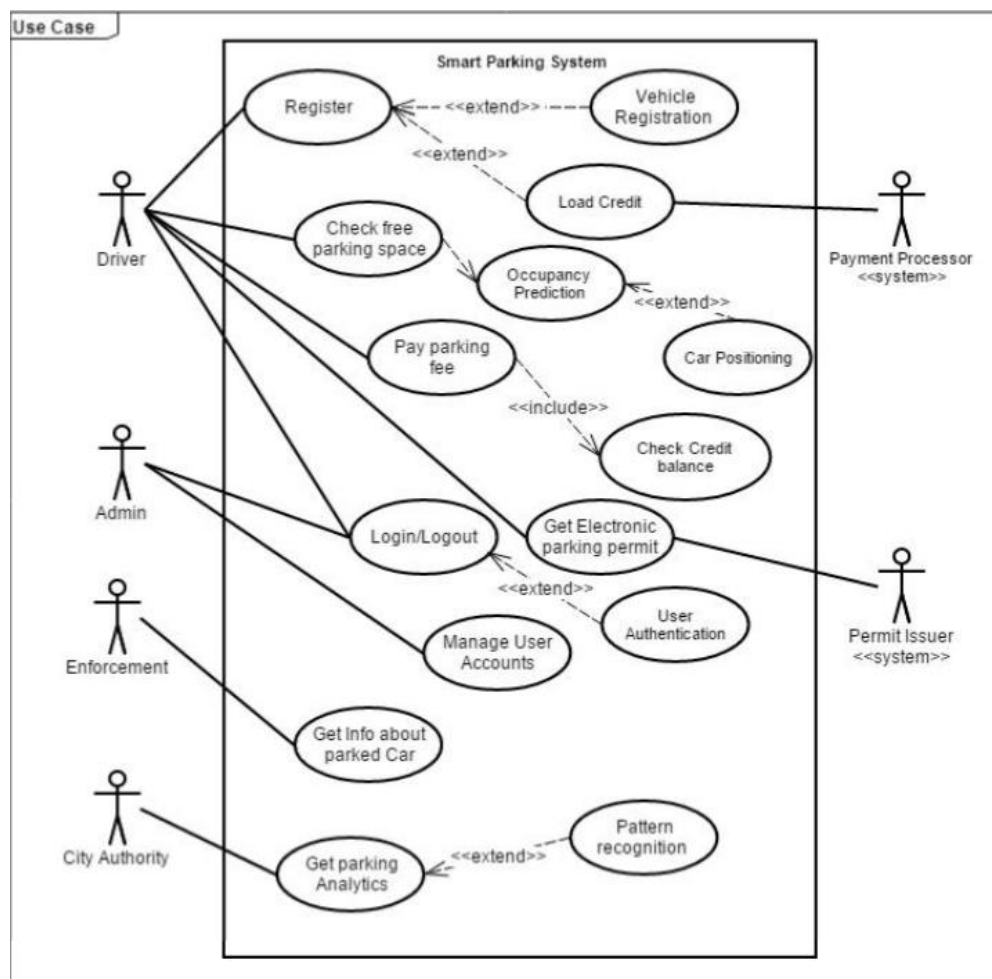 Use Case
Smart Parking System
Register
<<extend>>
Vehicle
Registration
<<extend>>
Load Credit
Driver
Check free
parking space
Payment Processor
<<system>>
Occupancy
Prediction
<<extend>>
Pay parking
fee
Car Positioning
<<include>>
Check Credit
balance
Admin
Login/Logout
Get Electronic
parking permit
<<extend>>
User
Authentication
Enforcement
Manage User
Accounts
Permit Issuer
<<system>>
Get Info about
parked Car
City Authority
Get parking
Analytics
<<extend>>
Pattern
recognition